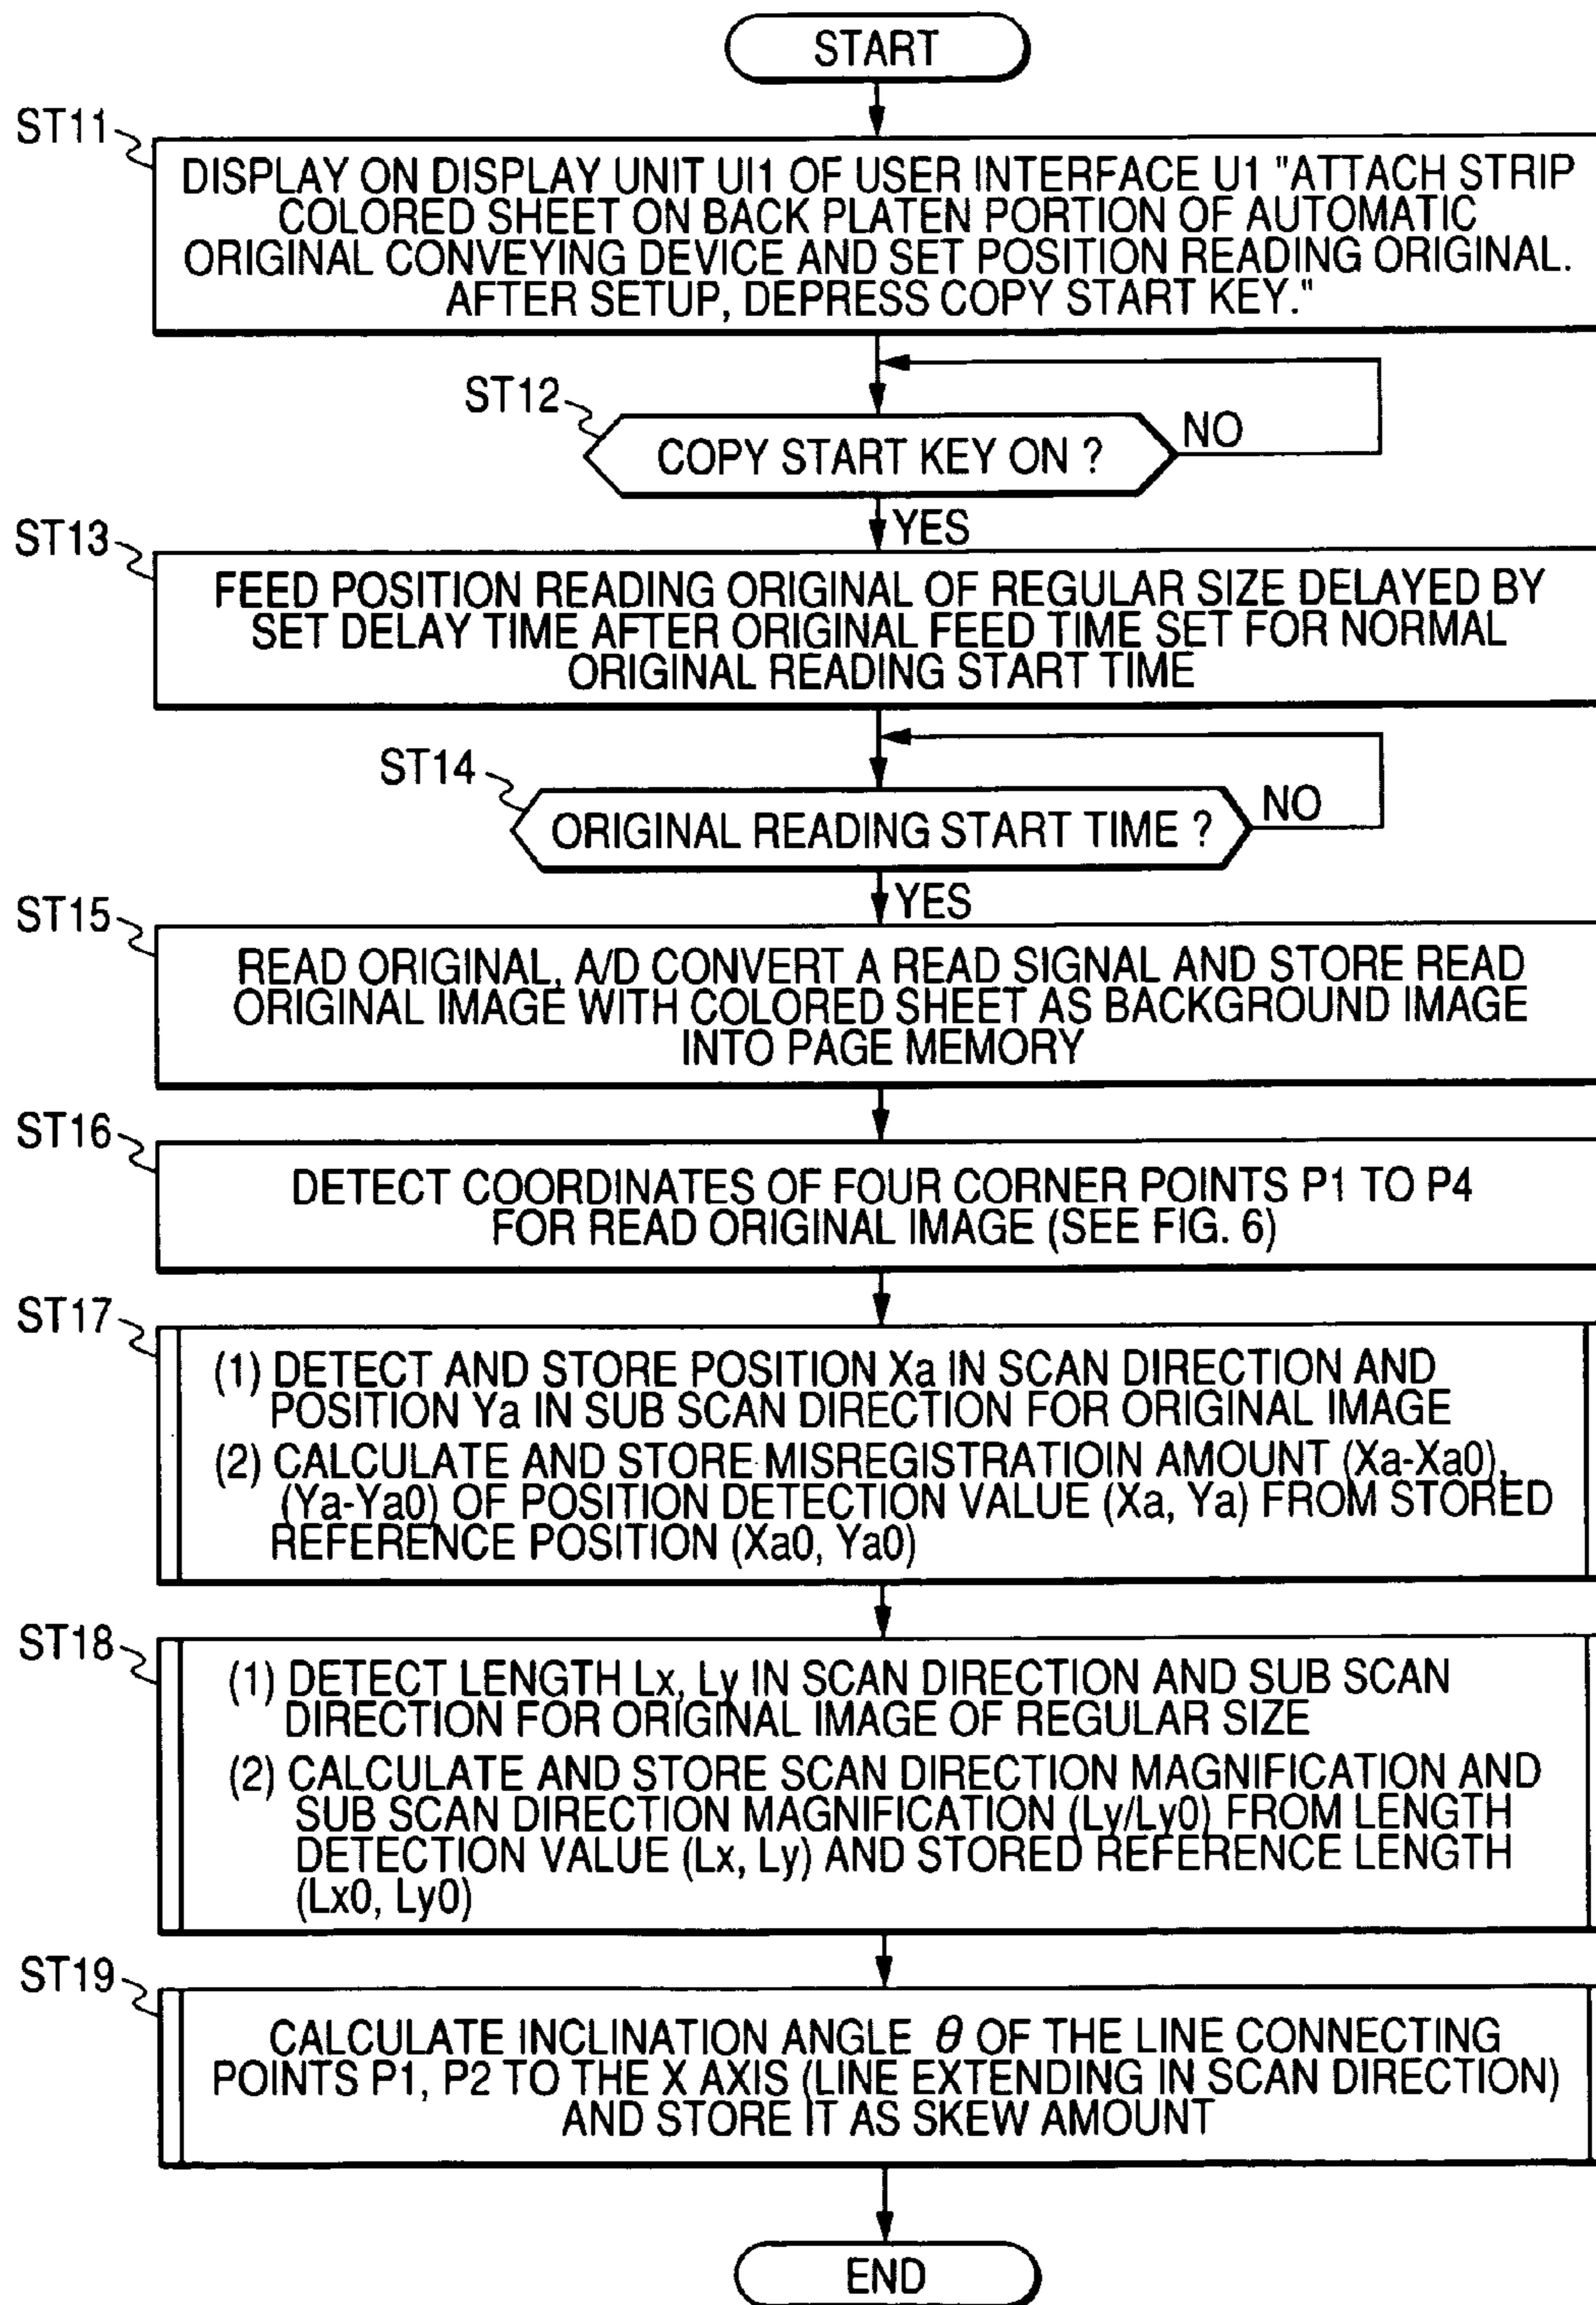 START
ST11
DISPLAY ON DISPLAY UNIT UI1 OF USER INTERFACE U1 "ATTACH STRIP
COLORED SHEET ON BACK PLATEN PORTION OF AUTOMATIC
ORIGINAL CONVEYING DEVICE AND SET POSITION READING ORIGINAL.
AFTER SETUP, DEPRESS COPY START KEY."
ST12
COPY START KEY ON ?
NO
YES
ST13
FEED POSITION READING ORIGINAL OF REGULAR SIZE DELAYED BY
SET DELAY TIME AFTER ORIGINAL FEED TIME SET FOR NORMAL
ORIGINAL READING START TIME
ST14
ORIGINAL READING START TIME ?
NO
YES
ST15
READ ORIGINAL, A/D CONVERT A READ SIGNAL AND STORE READ
ORIGINAL IMAGE WITH COLORED SHEET AS BACKGROUND IMAGE
INTO PAGE MEMORY
ST16
DETECT COORDINATES OF FOUR CORNER POINTS P1 TO P4
FOR READ ORIGINAL IMAGE (SEE FIG. 6)
ST17
(1) DETECT AND STORE POSITION Xa IN SCAN DIRECTION AND
POSITION Ya IN SUB SCAN DIRECTION FOR ORIGINAL IMAGE
(2) CALCULATE AND STORE MISREGISTRATIOIN AMOUNT (Xa-Xa0),
(Ya-Ya0) OF POSITION DETECTION VALUE (Xa, Ya) FROM STORED
REFERENCE POSITION (Xa0, Ya0)
ST18
(1) DETECT LENGTH Lx, Ly IN SCAN DIRECTION AND SUB SCAN
DIRECTION FOR ORIGINAL IMAGE OF REGULAR SIZE
(2) CALCULATE AND STORE SCAN DIRECTION MAGNIFICATION AND
SUB SCAN DIRECTION MAGNIFICATION (Ly/Ly0) FROM LENGTH
DETECTION VALUE (Lx, Ly) AND STORED REFERENCE LENGTH
(Lx0, Ly0)
ST19
CALCULATE INCLINATION ANGLE θ OF THE LINE CONNECTING
POINTS P1, P2 TO THE X AXIS (LINE EXTENDING IN SCAN DIRECTION)
AND STORE IT AS SKEW AMOUNT
END